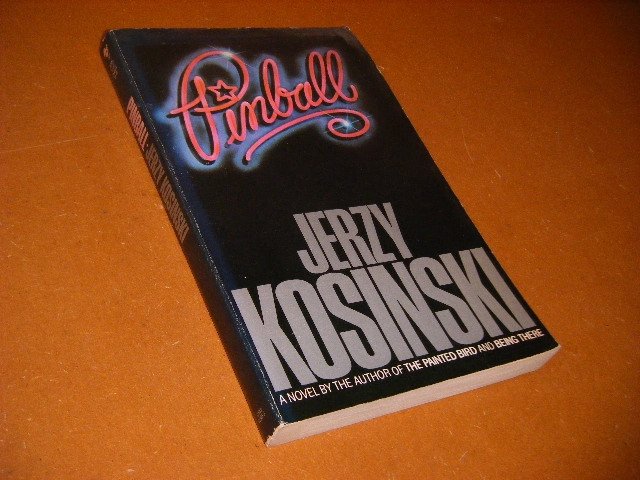 Pinball
JERZY
KOSINSKI
A NOVEL BY THE AUTHOR OF THE PAINTED BIRD AND BEING THERE
PINBALL JERZY KOSINSKI